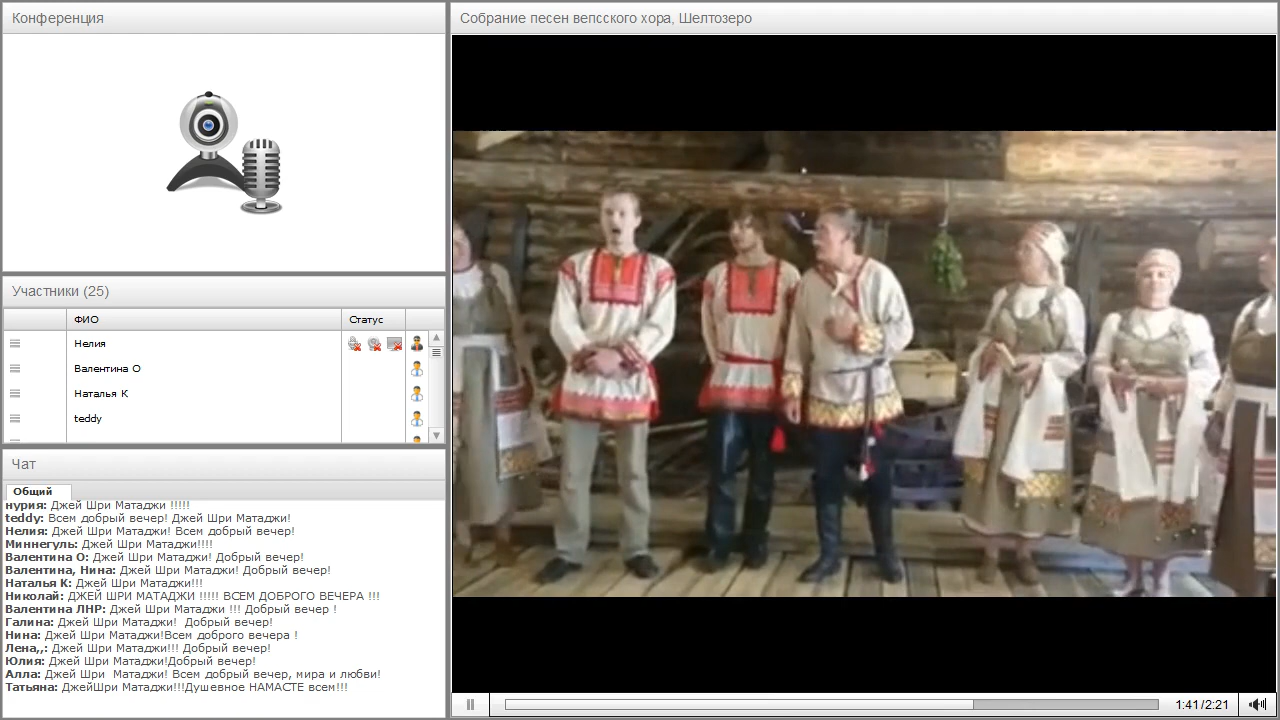 Конференция
Собрание песен вепсского хора, Шелтозеро
Участники (25)
ФИО Статус
Нелия
Валентина О
Наталья К
teddy
Чат
Общий
нурия: Джей Шри Матаджи !!!!!
teddy: Всем добрый вечер! Джей Шри Матаджи!
Нелия: Джей Шри Матаджи! Всем добрый вечер!
Миннегуль: Джей Шри Матаджи!!!!
Валентина О: Джей Шри Матаджи! Добрый вечер!
Валентина, Нина: Джей Шри Матаджи! Добрый вечер!
Наталья К: Джей Шри Матаджи!!!
Николай: ДЖЕЙ ШРИ МАТАДЖИ !!!!! ВСЕМ ДОБРОГО ВЕЧЕРА !!!
Валентина ЛНР: Джей Шри Матаджи !!! Добрый вечер !
Галина: Джей Шри Матаджи!  Добрый вечер!
Нина: Джей Шри Матаджи!Всем доброго вечера !
Лена,,: Джей Шри Матаджи!!! Добрый вечер!
Юлия: Джей Шри Матаджи!Добрый вечер!
Алла: Джей Шри  Матаджи! Всем добрый вечер, мира и любви!
Татьяна: ДжейШри Матаджи!!!Душевное НАМАСТЕ всем!!!
1:41/2:21